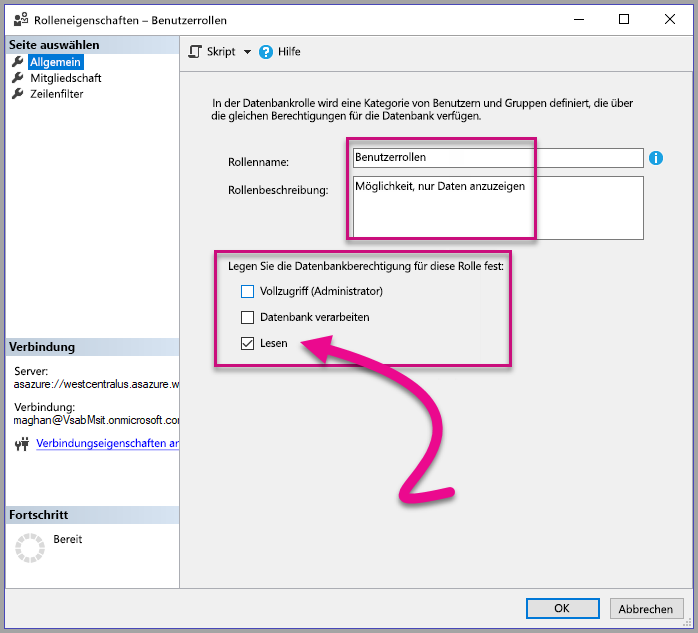 Rolleneigenschaften – Benutzerrollen
Seite auswählen
Allgemein
Mitgliedschaft
Zeilenfilter
Skript
Hilfe
In der Datenbankrolle wird eine Kategorie von Benutzern und Gruppen definiert, die über
die gleichen Berechtigungen für die Datenbank verfügen.
Rollenname:
Benutzerrollen
Rollenbeschreibung:
Möglichkeit, nur Daten anzuzeigen
Legen Sie die Datenbankberechtigung für diese Rolle fest:
Vollzugriff (Administrator)
Datenbank verarbeiten
Lesen
Verbindung
Server:
asazure://westcentralus.asazure.w
Verbindung:
maghan@VsabMsit.onmicrosoft.co
Verbindungseigenschaften an
Fortschritt
Bereit
OK
Abbrechen